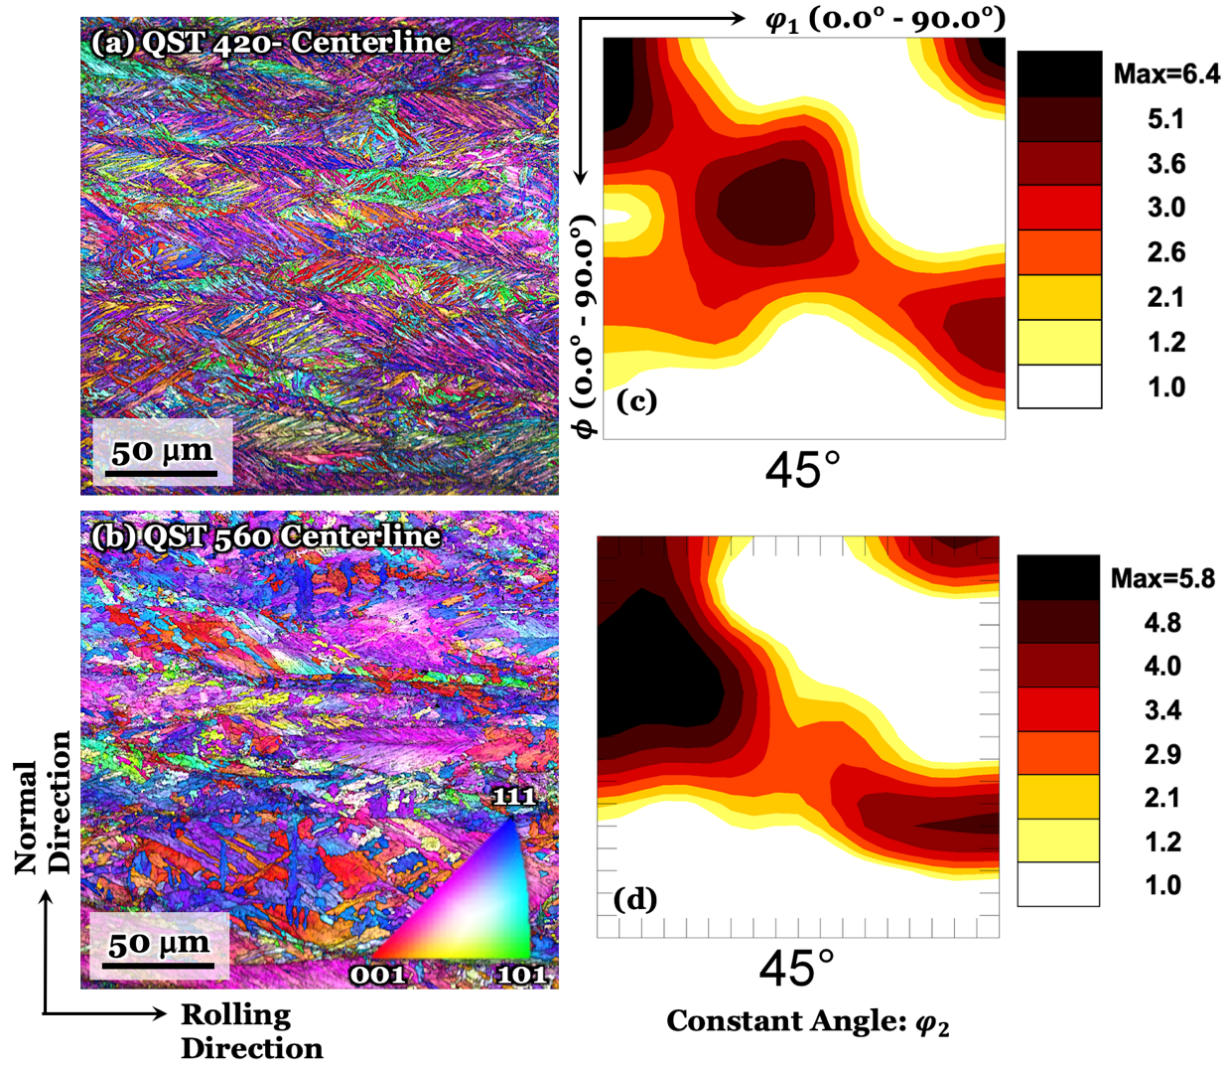 (a) QST 420- Centerline
50 µm
φ₁ (0.0° - 90.0°)
ϕ (0.0° - 90.0°)
(c)
45°
Max=6.4
5.1
3.6
3.0
2.6
2.1
1.2
1.0
(b) QST 560 Centerline
50 µm
111
001
101
Normal
Direction
Rolling
Direction
(d)
45°
Constant Angle: φ₂
Max=5.8
4.8
4.0
3.4
2.9
2.1
1.2
1.0